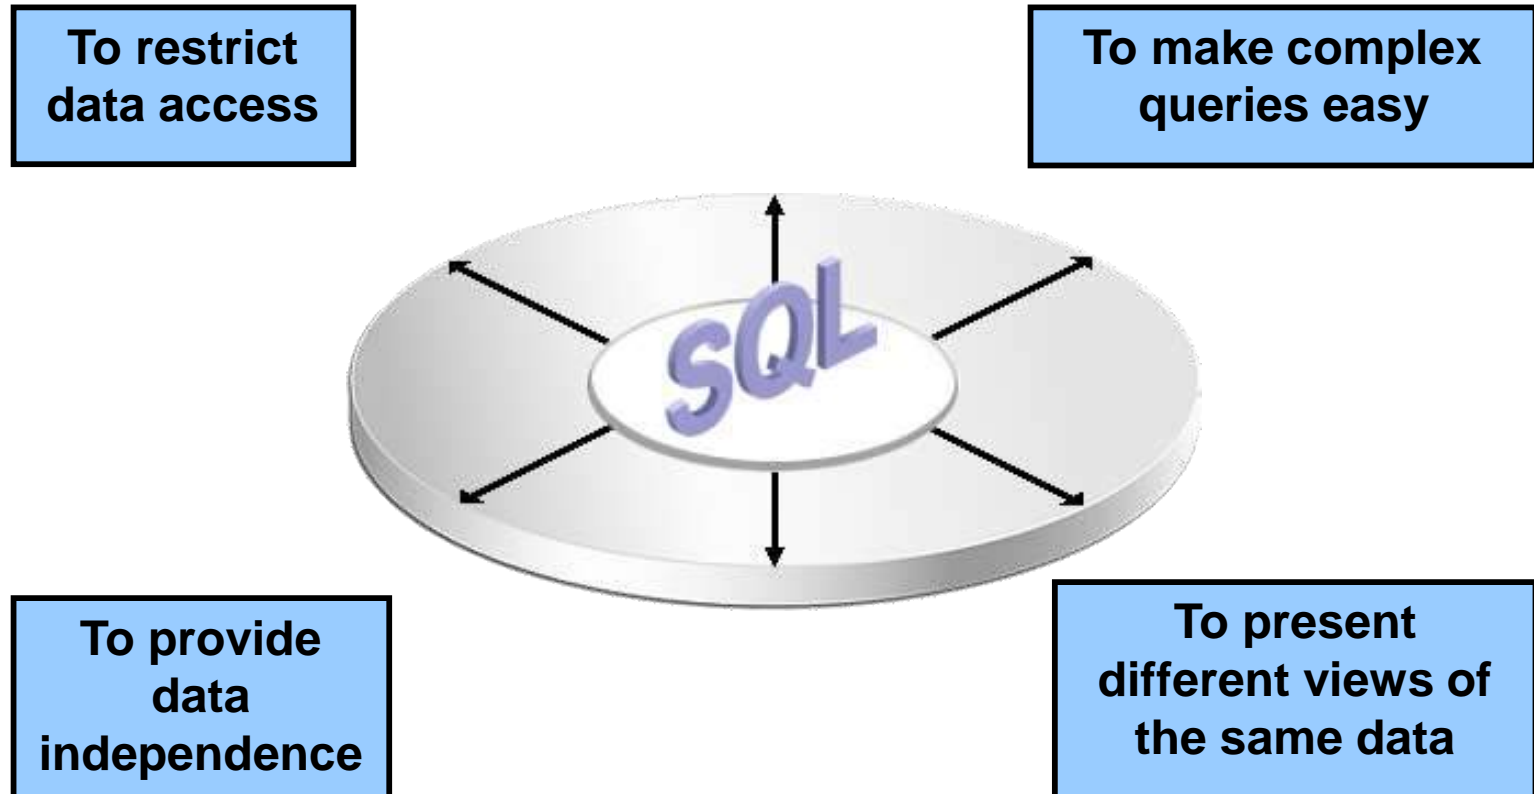 To restrict
data access
To make complex
queries easy
SQL
To provide
data
independence
To present
different views of
the same data